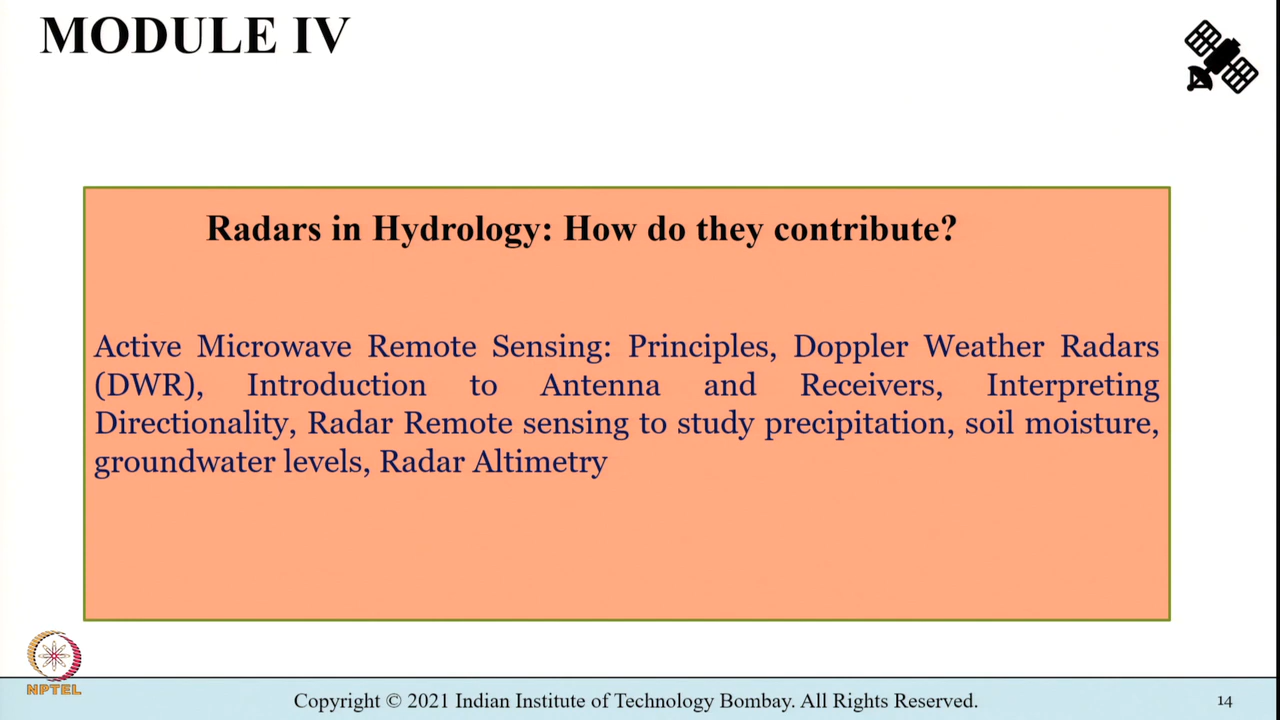 MODULE IV
Radars in Hydrology: How do they contribute?
Active Microwave Remote Sensing: Principles, Doppler Weather Radars
(DWR), Introduction to Antenna and Receivers, Interpreting
Directionality, Radar Remote sensing to study precipitation, soil moisture,
groundwater levels, Radar Altimetry
NPTEL
Copyright © 2021 Indian Institute of Technology Bombay. All Rights Reserved.
14